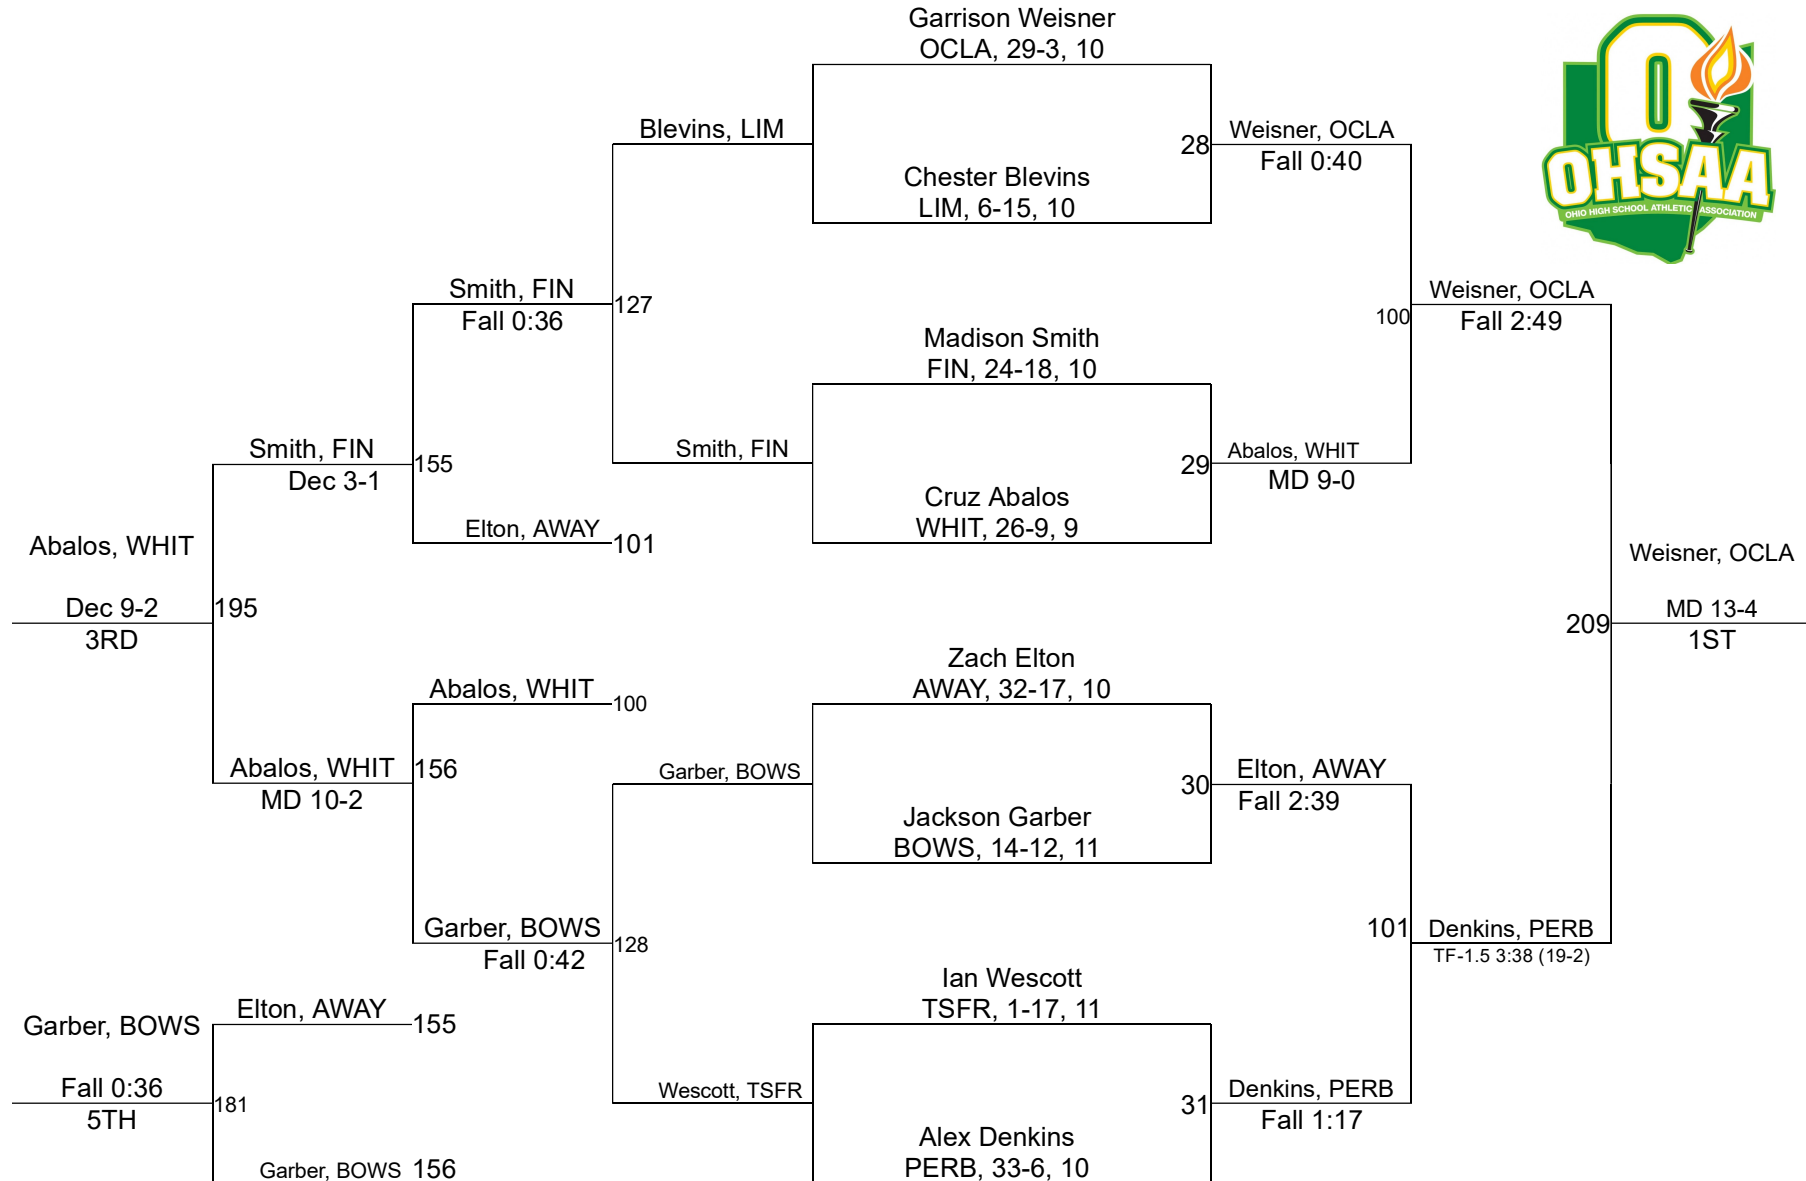 Garrison Weisner
OCLA, 29-3, 10
Blevins, LIM
28
Weisner, OCLA
Fall 0:40
Chester Blevins
LIM, 6-15, 10
OHSAA
OHIO HIGH SCHOOL ATHLETIC ASSOCIATION
Smith, FIN
Fall 0:36
127
100
Weisner, OCLA
Fall 2:49
Madison Smith
FIN, 24-18, 10
Smith, FIN
Dec 3-1
155
Smith, FIN
29
Abalos, WHIT
MD 9-0
Cruz Abalos
WHIT, 26-9, 9
Elton, AWAY
101
Abalos, WHIT
Dec 9-2
3RD
195
209
Weisner, OCLA
MD 13-4
1ST
Zach Elton
AWAY, 32-17, 10
Abalos, WHIT
100
Abalos, WHIT
MD 10-2
156
Garber, BOWS
30
Elton, AWAY
Fall 2:39
Jackson Garber
BOWS, 14-12, 11
Garber, BOWS
Fall 0:42
128
101
Denkins, PERB
TF-1.5 3:38 (19-2)
Ian Wescott
TSFR, 1-17, 11
Elton, AWAY
155
Garber, BOWS
Fall 0:36
5TH
181
Wescott, TSFR
31
Denkins, PERB
Fall 1:17
Alex Denkins
PERB, 33-6, 10
Garber, BOWS
156